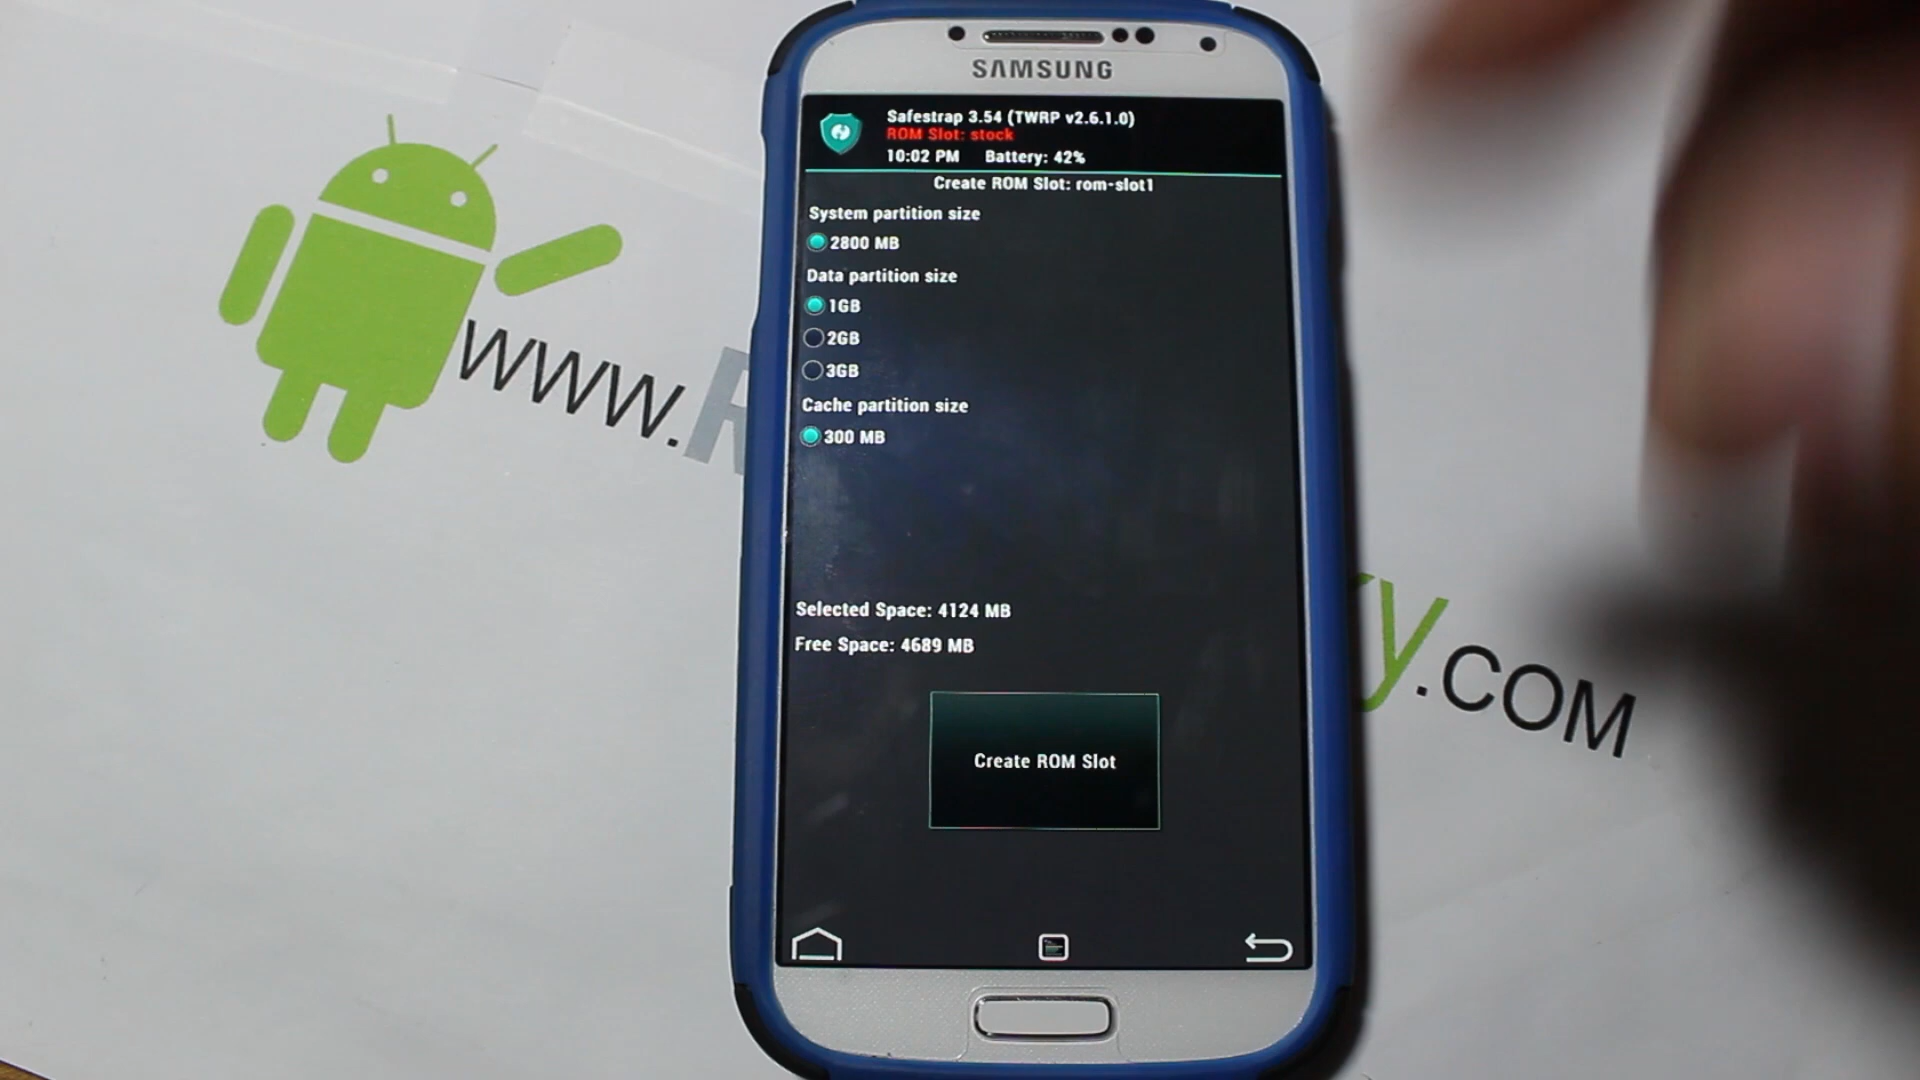 SAMSUNG
Safestrap 3.54 (TWRP v2.6.1.0)
ROM Slot: stock
10:02 PM Battery: 42%
Create ROM Slot: rom-slot1
System partition size
2800 MB
Data partition size
1GB
2GB
3GB
Cache partition size
300 MB
Selected Space: 4124 MB
Free Space: 4689 MB
Create ROM Slot
www.R
y.COM